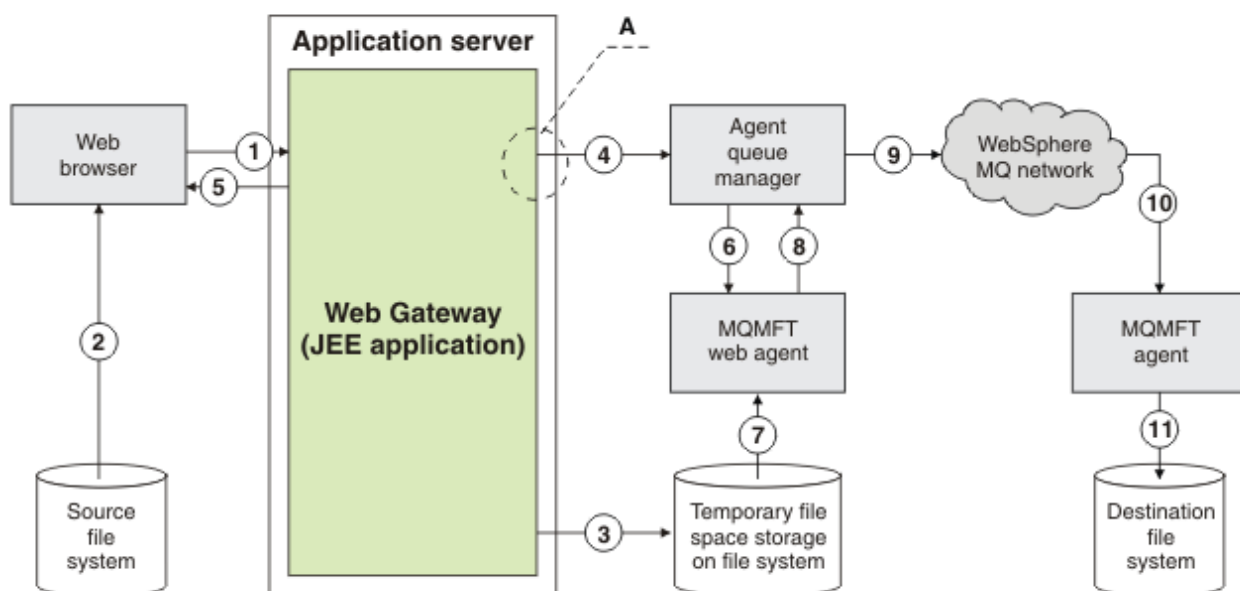 A
Application server
Web
browser
1
5
4
Agent
queue
manager
9
WebSphere
MQ network
10
6
8
2
Web Gateway
(JEE application)
MQMFT
web agent
MQMFT
agent
7
11
Source
file
system
3
Temporary file
space storage
on file system
Destination
file
system